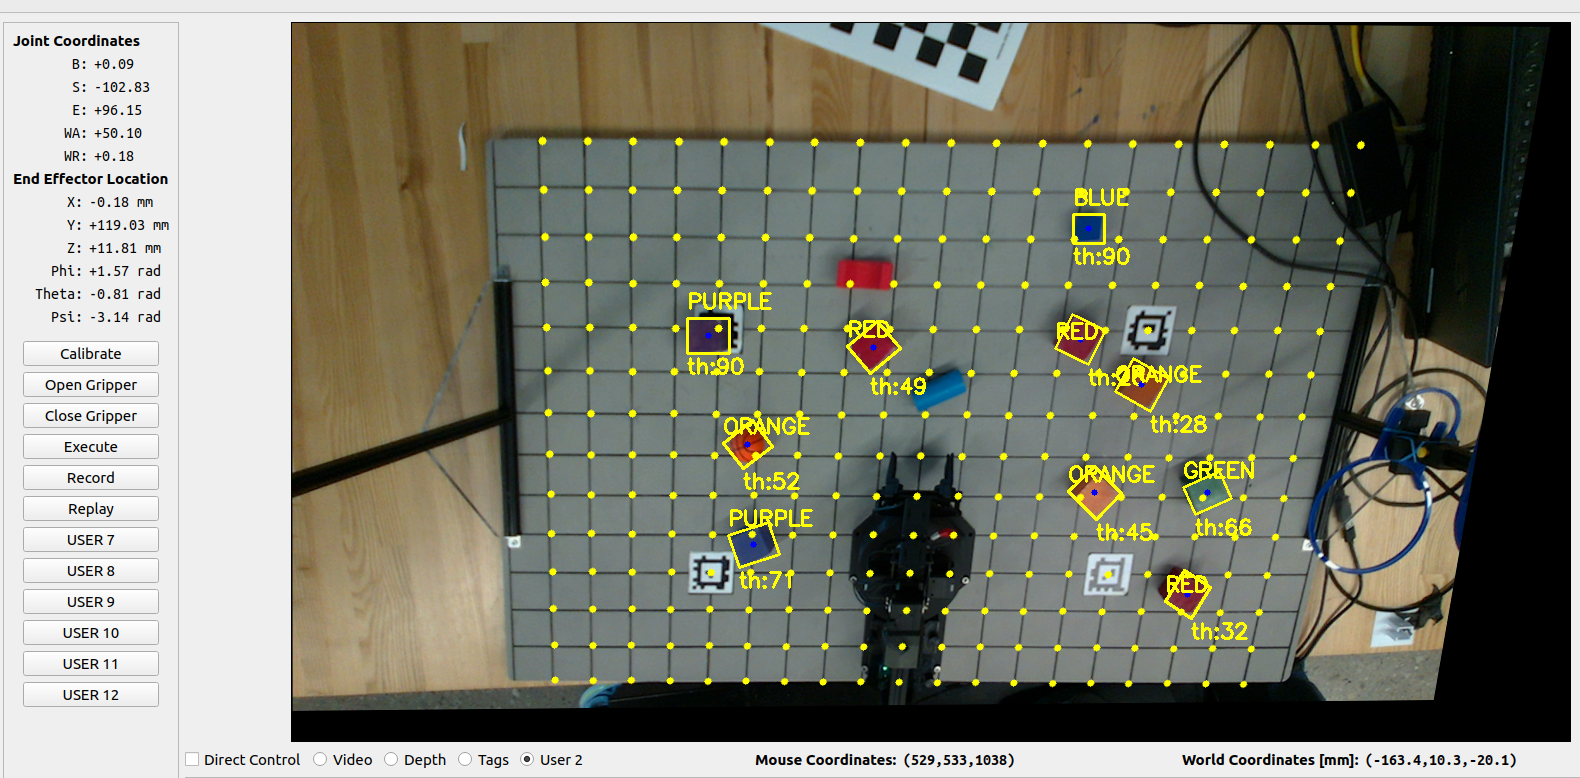 Joint Coordinates
B: +0.09
S: -102.83
E: +96.15
WA: +50.10
WR: +0.18
End Effector Location
X: -0.18 mm
Y: +119.03 mm
Z: +11.81 mm
Phi: +1.57 rad
Theta: -0.81 rad
Psi: -3.14 rad
Calibrate
Open Gripper
Close Gripper
Execute
Record
Replay
USER 7
USER 8
USER 9
USER 10
USER 11
USER 12
BLUE
th:90
PURPLE
th:90
RED
th:49
RED
ORANGE
th:28
ORANGE
th:52
ORANGE
th:45
GREEN
th:66
PURPLE
th:71
RED
th:32
Direct Control
Video
Depth
Tags
User 2
Mouse Coordinates: (529,533,1038)
World Coordinates [mm]: (-163.4,10.3,-20.1)